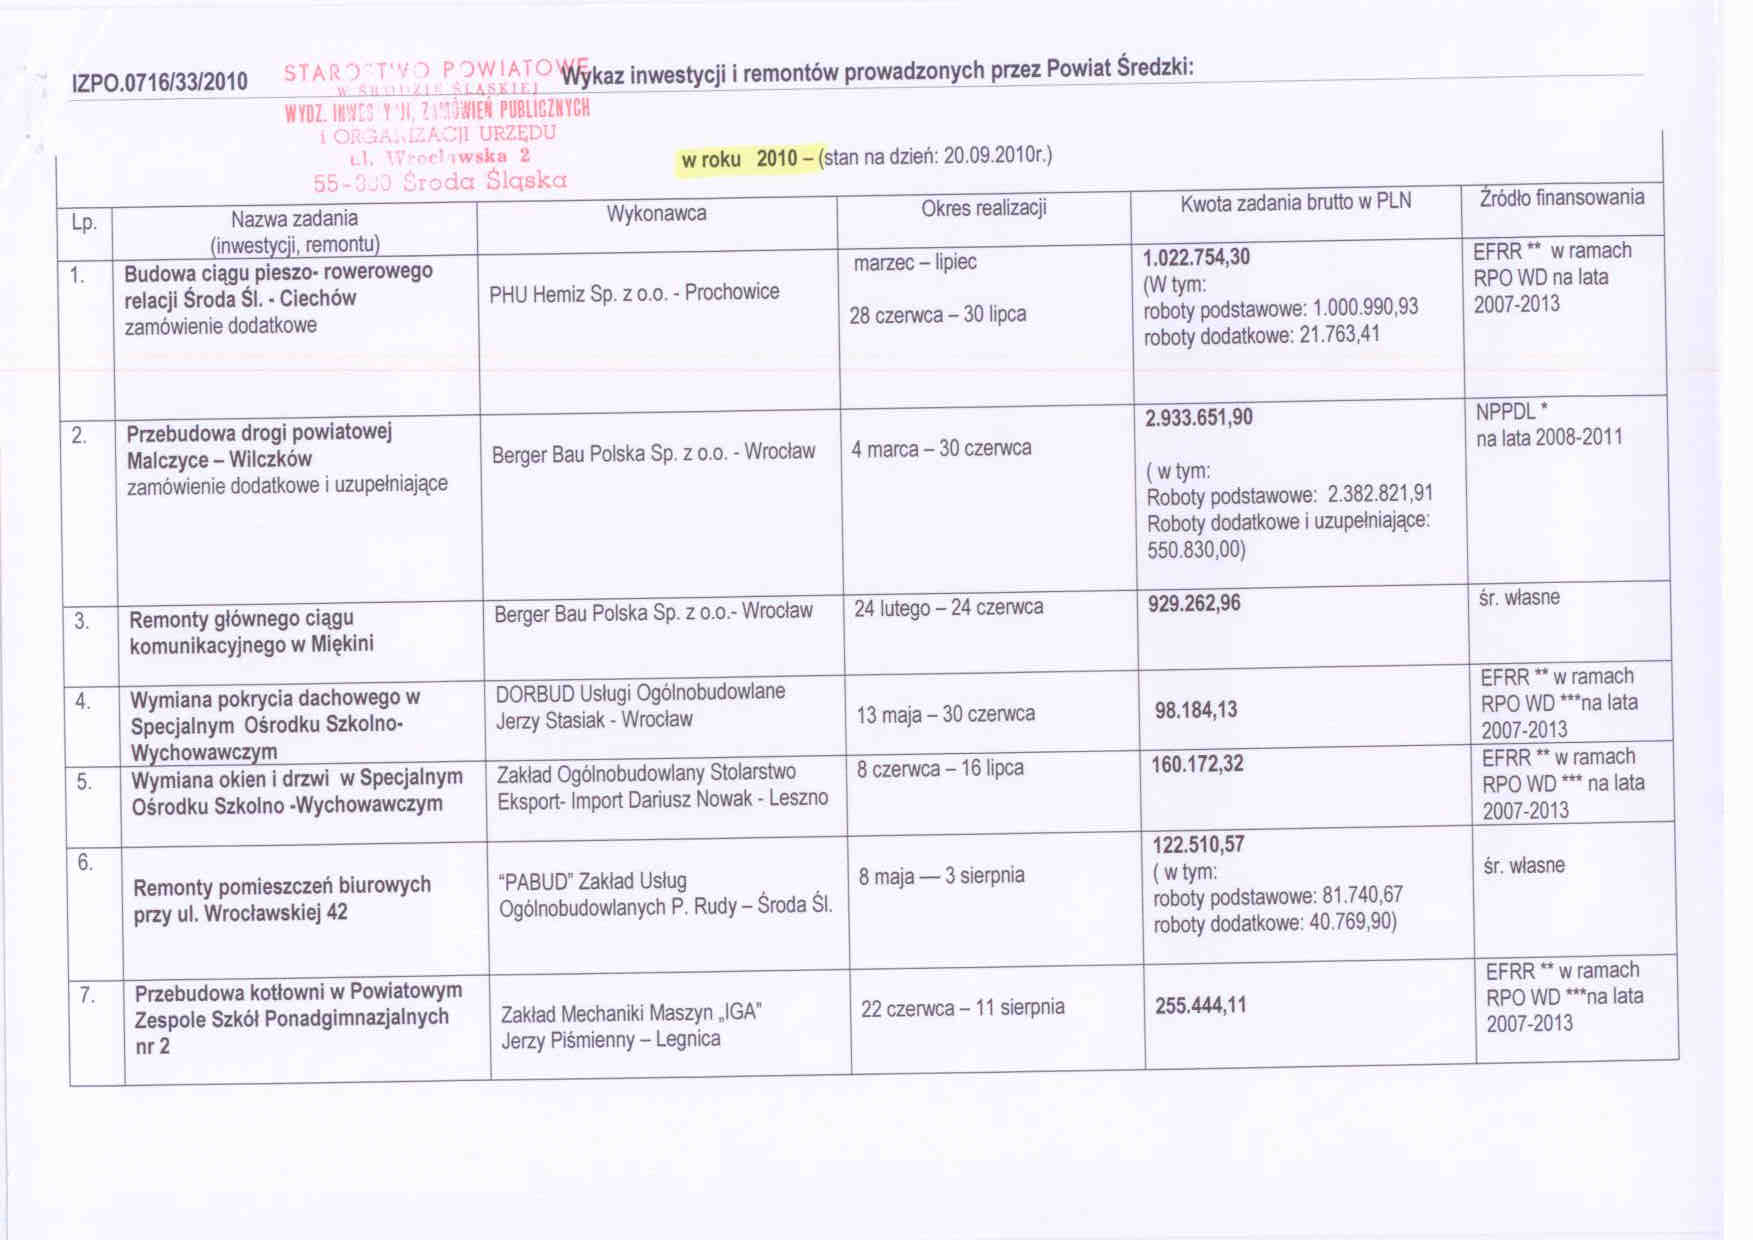 IZPO.0716/33/2010
Wykaz inwestycji i remontów prowadzonych przez Powiat Średzki:
STAROSTWO POWIATOWE
W ŚRODZIE ŚLĄSKIEJ
WYDZ. INWESTYCJI, ZAMÓWIEŃ PUBLICZNYCH
i ORGANIZACJI URZĘDU
ul. Wrocławska 2
55-300 Środa Śląska
w roku 2010 – (stan na dzień: 20.09.2010r.)
Lp.
Nazwa zadania
(inwestycji, remontu)
Wykonawca
Okres realizacji
Kwota zadania brutto w PLN
Źródło finansowania
1.
Budowa ciągu pieszo- rowerowego
relacji Środa Śl. - Ciechów
zamówienie dodatkowe
PHU Hemiz Sp. z o.o. - Prochowice
marzec – lipiec
28 czerwca – 30 lipca
1.022.754,30
(W tym:
roboty podstawowe: 1.000.990,93
roboty dodatkowe: 21.763,41
EFRR ** w ramach
RPO WD na lata
2007-2013
2.
Przebudowa drogi powiatowej
Malczyce – Wilczków
zamówienie dodatkowe i uzupełniające
Berger Bau Polska Sp. z o.o. - Wrocław
4 marca – 30 czerwca
2.933.651,90
( w tym:
Roboty podstawowe: 2.382.821,91
Roboty dodatkowe i uzupełniające:
550.830,00)
NPPDL *
na lata 2008-2011
3.
Remonty głównego ciągu
komunikacyjnego w Miękini
Berger Bau Polska Sp. z o.o.- Wrocław
24 lutego – 24 czerwca
929.262,96
śr. własne
4.
Wymiana pokrycia dachowego w
Specjalnym Ośrodku Szkolno-
Wychowawczym
DORBUD Usługi Ogólnobudowlane
Jerzy Stasiak - Wrocław
13 maja – 30 czerwca
98.184,13
EFRR ** w ramach
RPO WD ***na lata
2007-2013
5.
Wymiana okien i drzwi w Specjalnym
Ośrodku Szkolno -Wychowawczym
Zakład Ogólnobudowlany Stolarstwo
Eksport- Import Dariusz Nowak - Leszno
8 czerwca – 16 lipca
160.172,32
EFRR ** w ramach
RPO WD *** na lata
2007-2013
6.
Remonty pomieszczeń biurowych
przy ul. Wrocławskiej 42
“PABUD” Zakład Usług
Ogólnobudowlanych P. Rudy – Środa Śl.
8 maja — 3 sierpnia
122.510,57
( w tym:
roboty podstawowe: 81.740,67
roboty dodatkowe: 40.769,90)
śr. własne
7.
Przebudowa kotłowni w Powiatowym
Zespole Szkół Ponadgimnazjalnych
nr 2
Zakład Mechaniki Maszyn „IGA”
Jerzy Piśmienny – Legnica
22 czerwca – 11 sierpnia
255.444,11
EFRR ** w ramach
RPO WD ***na lata
2007-2013